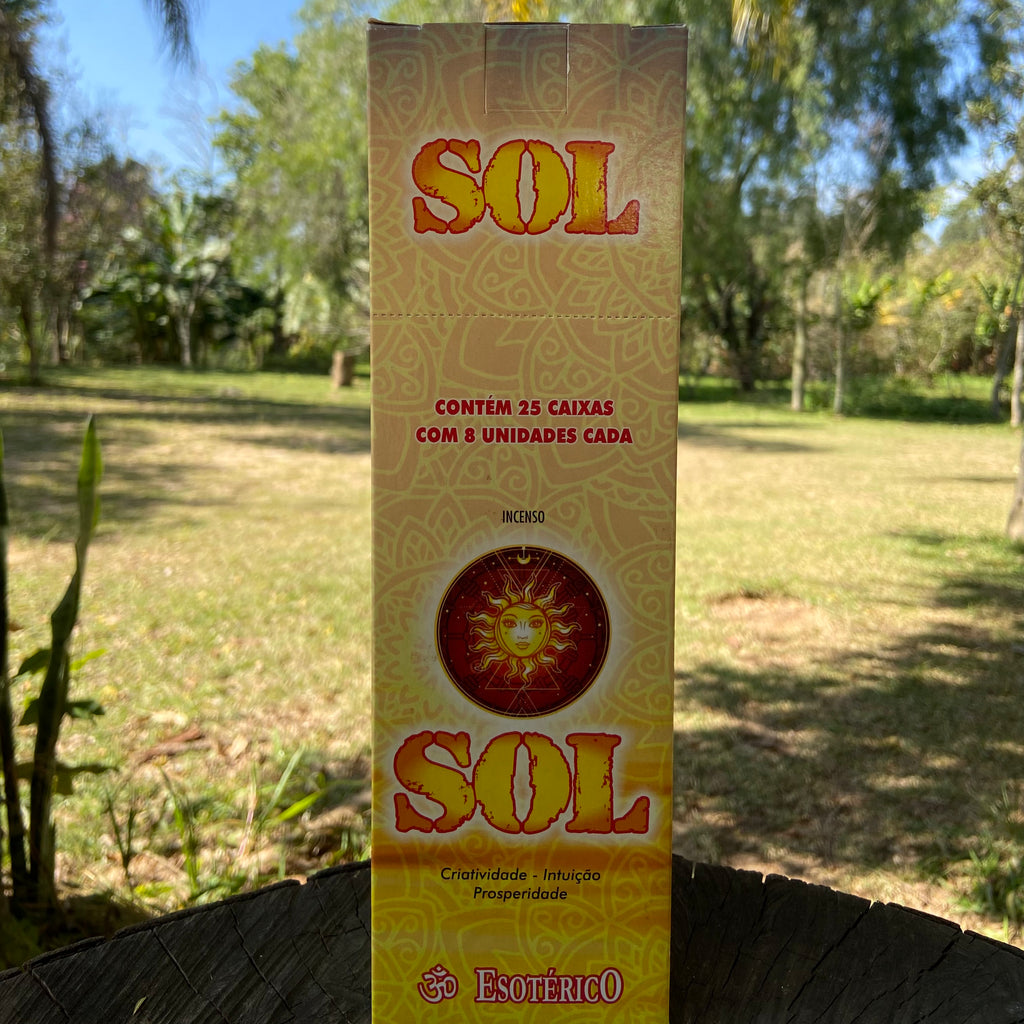 SOL
CONTÉM 25 CAIXAS
COM 8 UNIDADES CADA
INCENSO
SOL
Criatividade - Intuição
Prosperidade
ॐ ESOTÉRICO